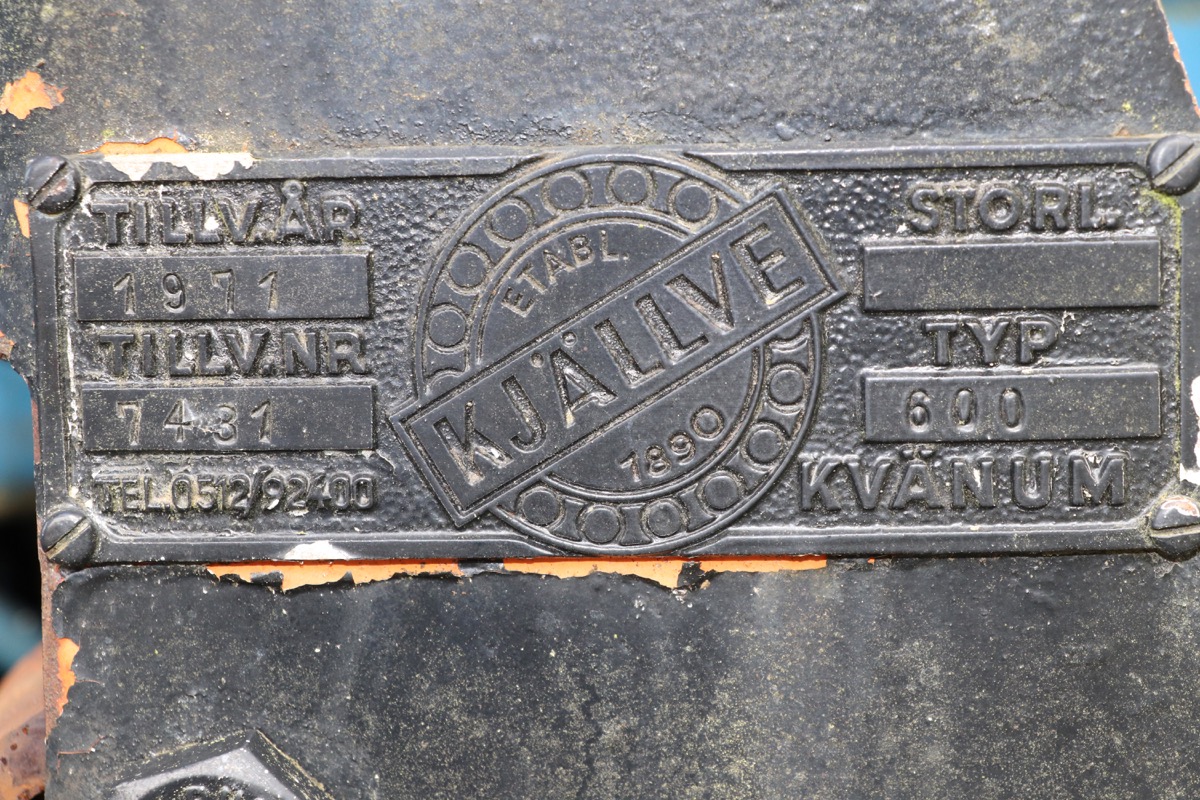 TILLV.ÅR
1971
TILLV.NR
7431
TEL.0512/92400
ETABL.
KJÄLLVE
1890
STORL.
TYP
600
KVÄNUM